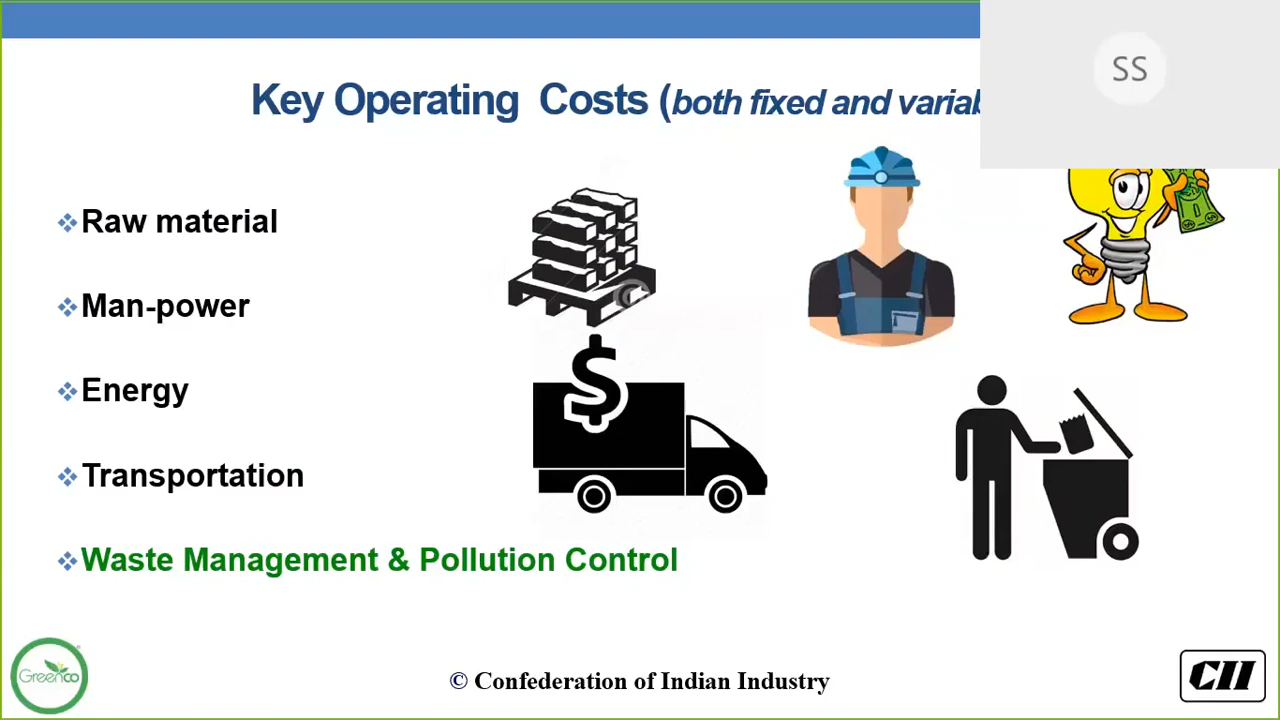 SS
Key Operating Costs (both fixed and
Raw material
Man-power
Energy
Transportation
Waste Management & Pollution Control
$
Greenco
© Confederation of Indian Industry
CII